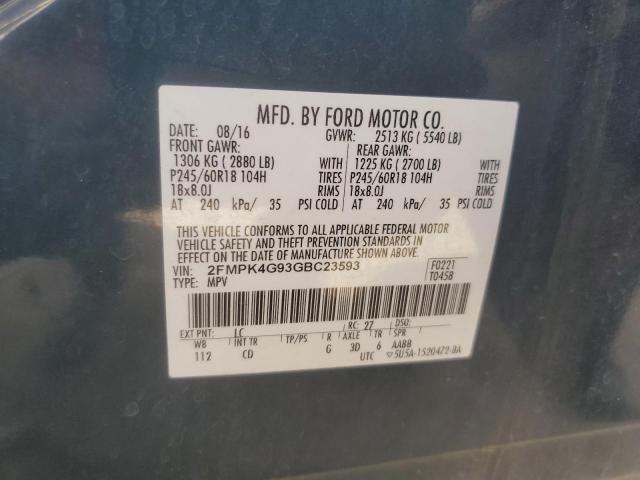 MFD. BY FORD MOTOR CO.
DATE: 08/16 GVWR: 2513 KG ( 5540 LB)
FRONT GAWR: REAR GAWR:
1306 KG ( 2880 LB) WITH 1225 KG ( 2700 LB) WITH
P245/60R18 104H TIRES P245/60R18 104H TIRES
18x8.0J RIMS 18x8.0J RIMS
AT 240 kPa/ 35 PSI COLD AT 240 kPa/ 35 PSI COLD
THIS VEHICLE CONFORMS TO ALL APPLICABLE FEDERAL MOTOR
VEHICLE SAFETY AND THEFT PREVENTION STANDARDS IN
EFFECT ON THE DATE OF MANUFACTURE SHOWN ABOVE.
VIN: 2FMPK4G93GBC23593 F0221
TYPE: MPV T0458
EXT PNT: LC RC: 27 DSO:
WB INT TR TP/PS R AXLE TR SPR
112 CD G 3D 6 AABB
UTC ▽5U5A-1520472-BA